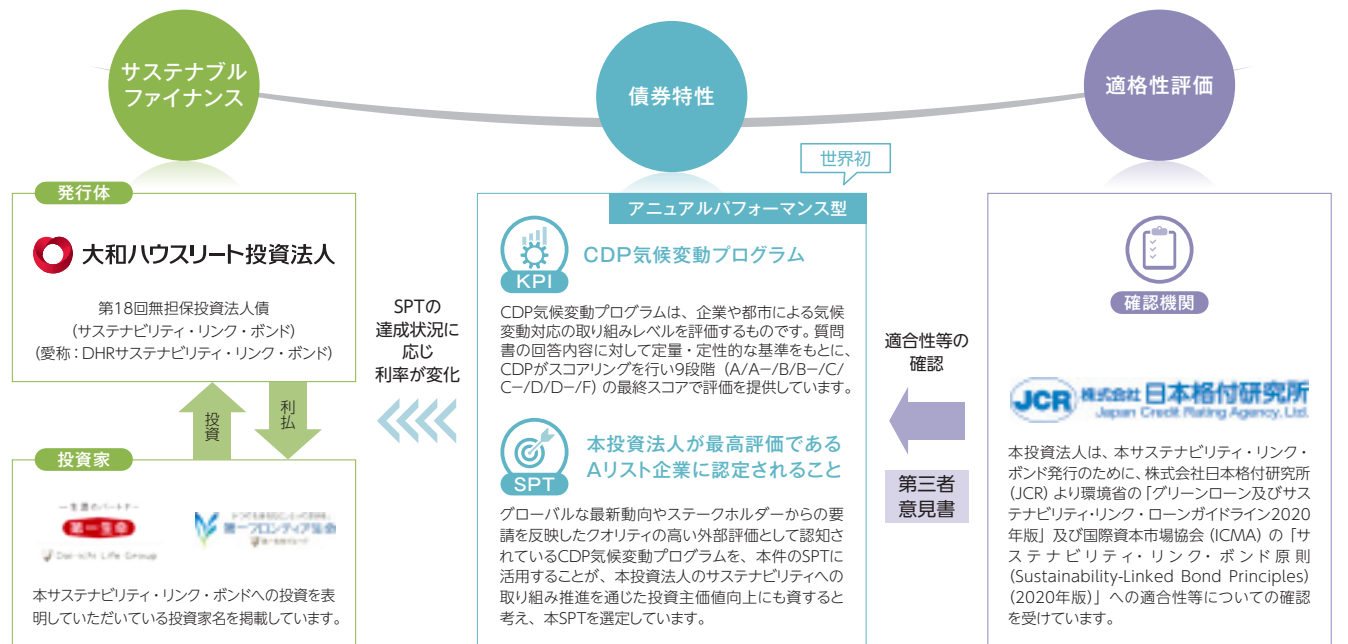 サステナブル
ファイナンス
債券特性
適格性評価
世界初
発行体
大和ハウスリート投資法人
第18回無担保投資法人債
(サステナビリティ・リンク・ボンド)
(愛称：DHRサステナビリティ・リンク・ボンド)
投資
利払
投資家
一生涯のパートナー
第一生命
Dai-ichi Life Group
第一フロンティア生命
本サステナビリティ・リンク・ボンドへの投資を表
明していただいている投資家名を掲載しています。
SPTの
達成状況に
応じ
利率が変化
アニュアルパフォーマンス型
KPI
CDP気候変動プログラム
CDP気候変動プログラムは、企業や都市による気候
変動対応の取り組みレベルを評価するものです。質問
書の回答内容に対して定量・定性的な基準をもとに、
CDPがスコアリングを行い9段階（A/A−/B/B−/C/
C−/D/D−/F）の最終スコアで評価を提供しています。
SPT
本投資法人が最高評価である
Aリスト企業に認定されること
グローバルな最新動向やステークホルダーからの要
請を反映したクオリティの高い外部評価として認知さ
れているCDP気候変動プログラムを、本件のSPTに
活用することが、本投資法人のサステナビリティへの
取り組み推進を通じた投資主価値向上にも資すると
考え、本SPTを選定しています。
適合性等の
確認
第三者
意見書
確認機関
JCR 株式会社 日本格付研究所
Japan Credit Rating Agency, Ltd.
本投資法人は、本サステナビリティ・リンク・
ボンド発行のために、株式会社日本格付研究所
(JCR) より環境省の「グリーンローン及びサス
テナビリティ・リンク・ローンガイドライン2020
年版」及び国際資本市場協会 (ICMA) の「サ
ステナビリティ・リンク・ボンド原則
(Sustainability-Linked Bond Principles)
(2020年版)」への適合性等についての確認
を受けています。